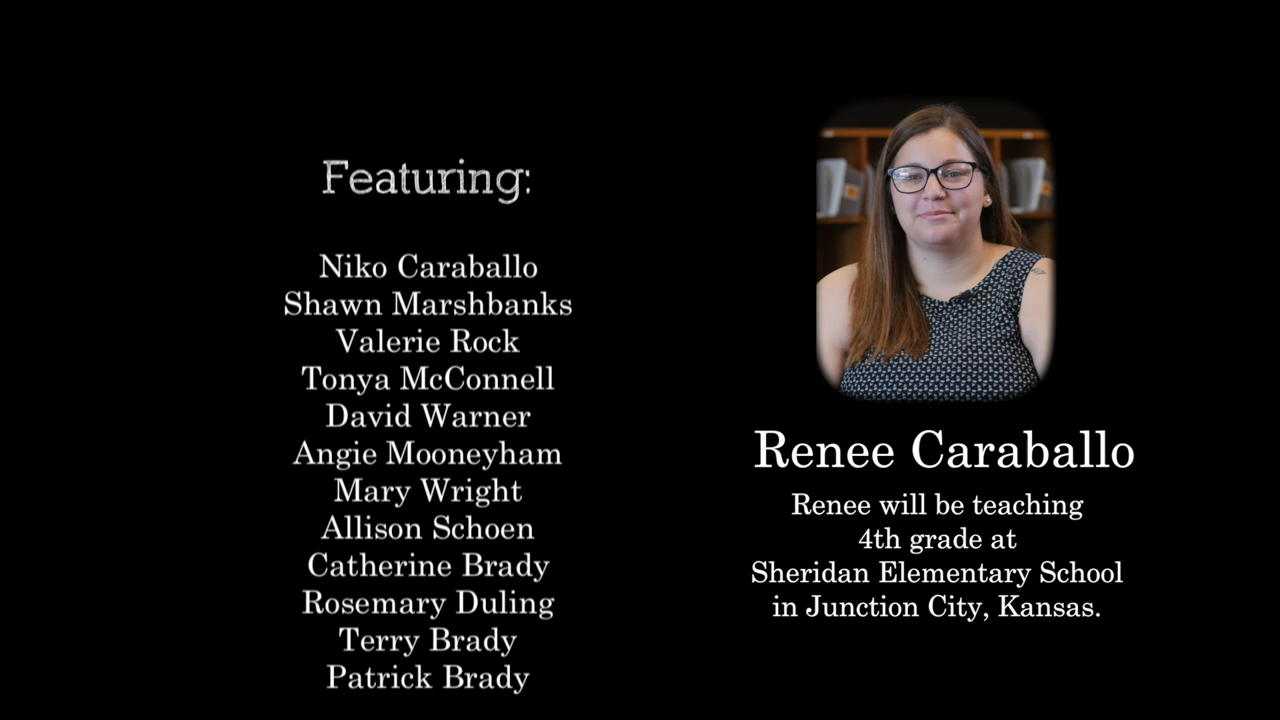 Featuring:
Niko Caraballo
Shawn Marshbanks
Valerie Rock
Tonya McConnell
David Warner
Angie Mooneyham
Mary Wright
Allison Schoen
Catherine Brady
Rosemary Duling
Terry Brady
Patrick Brady
Renee Caraballo
Renee will be teaching
4th grade at
Sheridan Elementary School
in Junction City, Kansas.